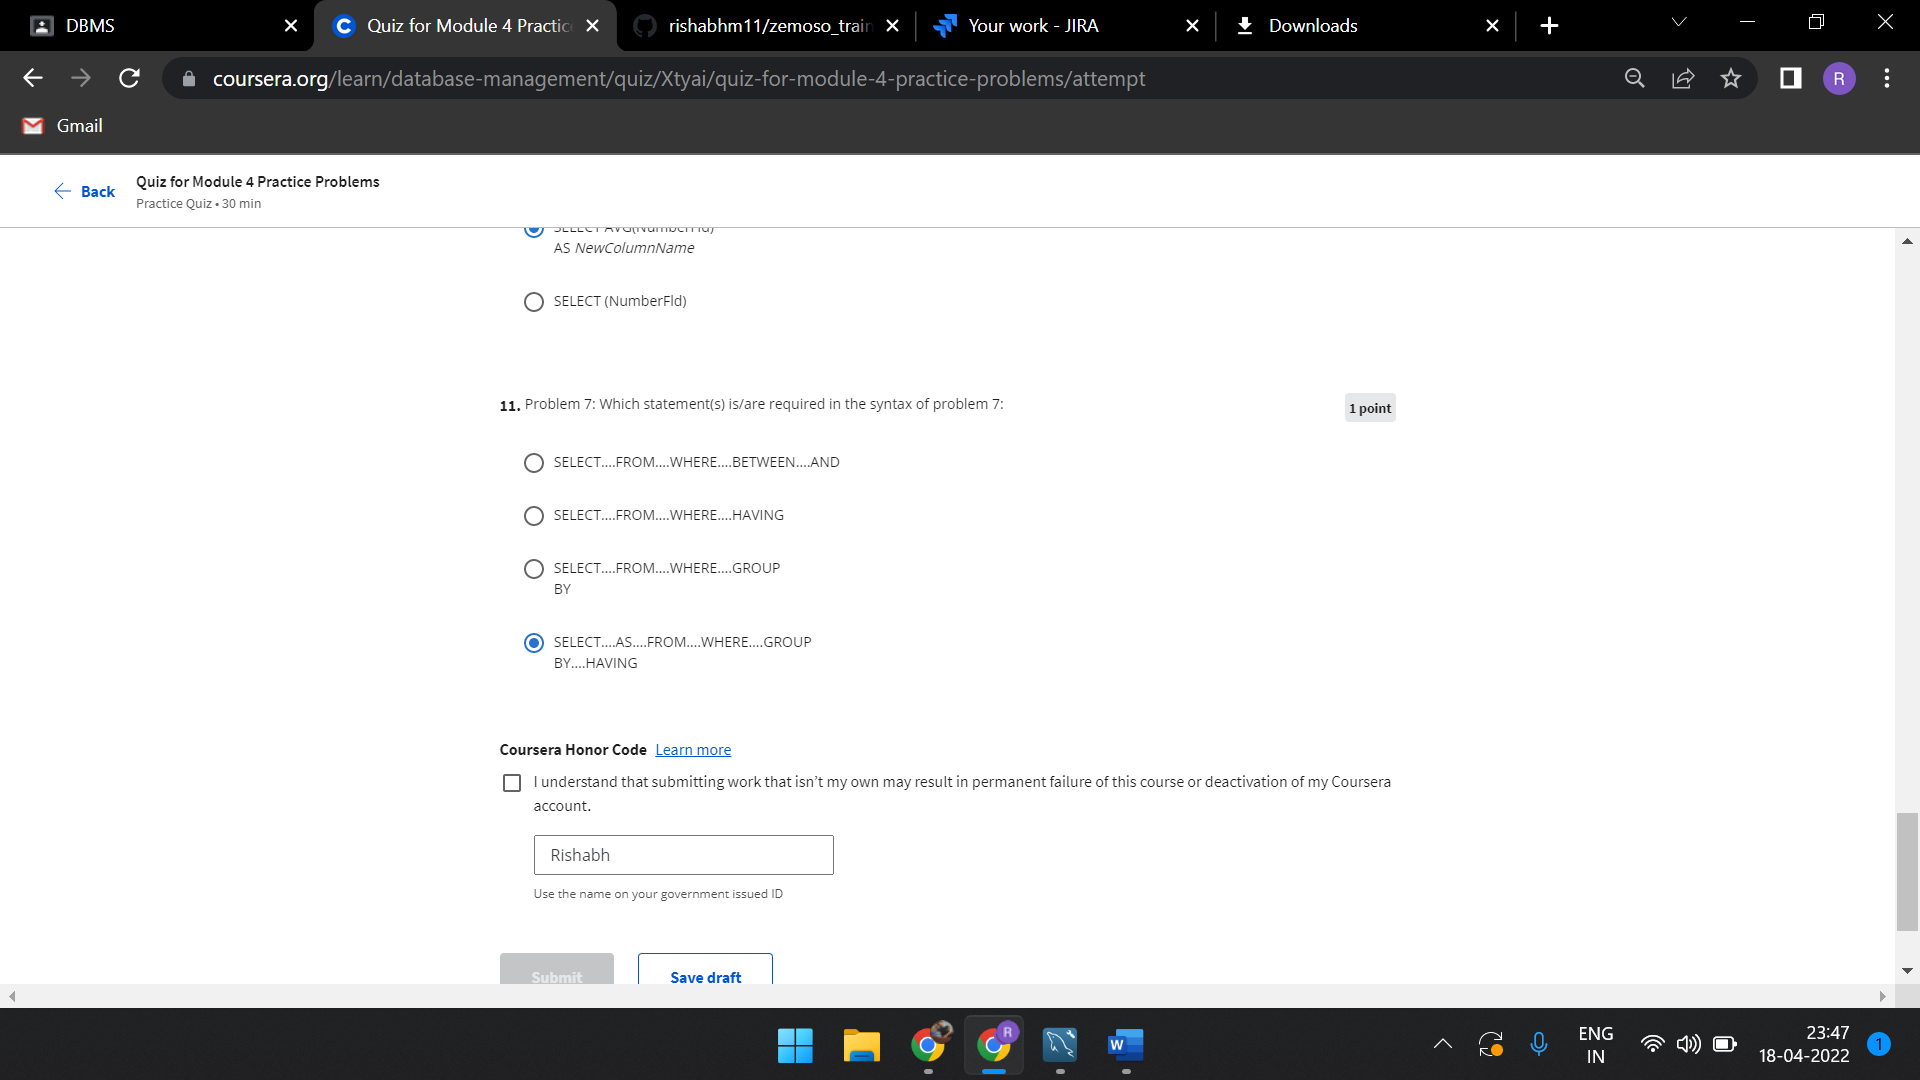 DBMS
Quiz for Module 4 Practice
rishabhm11/zemoso_train
Your work - JIRA
Downloads
coursera.org/learn/database-management/quiz/Xtyai/quiz-for-module-4-practice-problems/attempt
R
Gmail
Back
Quiz for Module 4 Practice Problems
Practice Quiz • 30 min
SELECT AVG(NumberFld)
AS NewColumnName
SELECT (NumberFld)
11. Problem 7: Which statement(s) is/are required in the syntax of problem 7:
1 point
SELECT....FROM....WHERE....BETWEEN....AND
SELECT....FROM....WHERE....HAVING
SELECT....FROM....WHERE....GROUP
BY
SELECT....AS....FROM....WHERE....GROUP
BY....HAVING
Coursera Honor Code Learn more
I understand that submitting work that isn’t my own may result in permanent failure of this course or deactivation of my Coursera
account.
Rishabh
Use the name on your government issued ID
Submit
Save draft
R
W
ENG
IN
23:47
18-04-2022
1